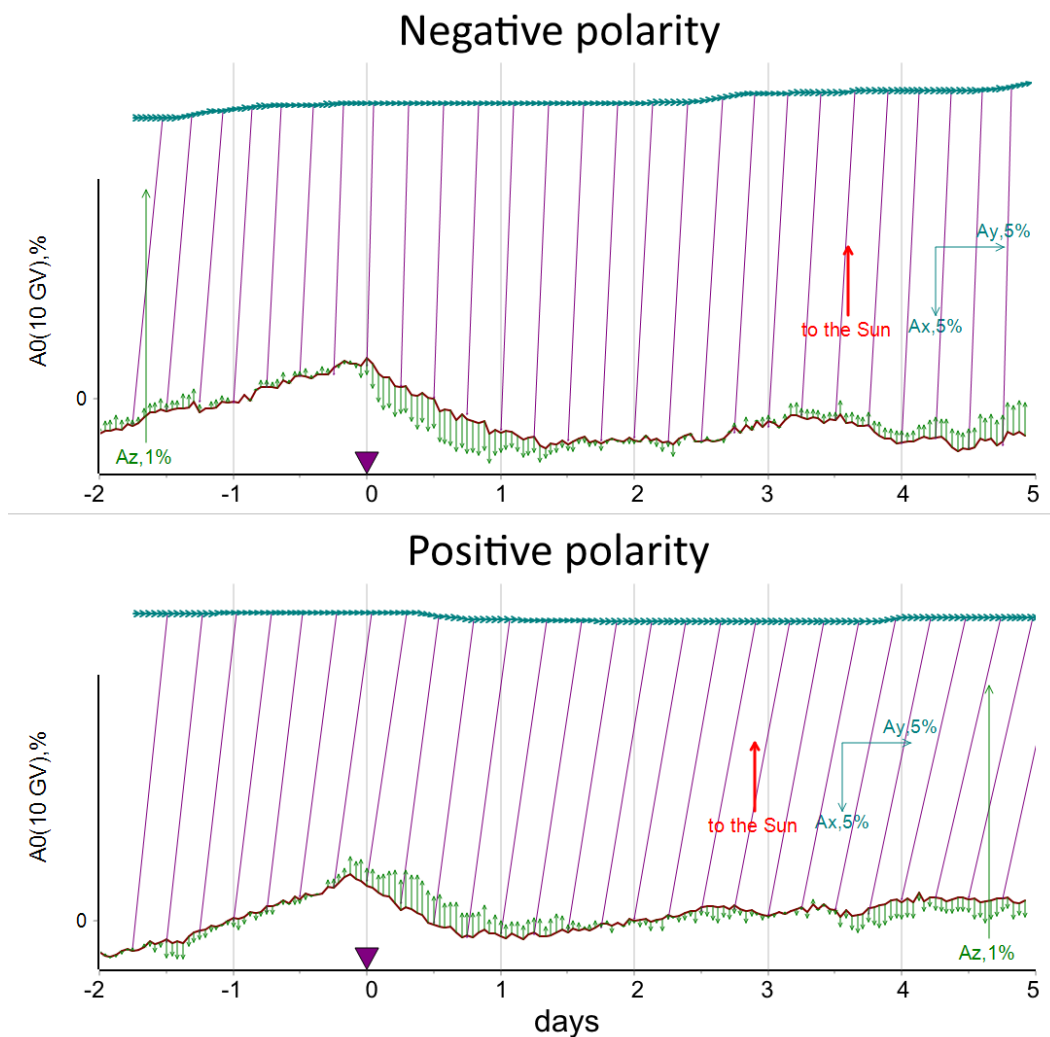 Negative polarity
A0(10 GV),%
Ay,5%
to the Sun
Ax,5%
0
Az,1%
-2 -1 0 1 2 3 4 5
Positive polarity
A0(10 GV),%
Ay,5%
to the Sun
Ax,5%
0
Az,1%
-2 -1 0 1 2 3 4 5
days